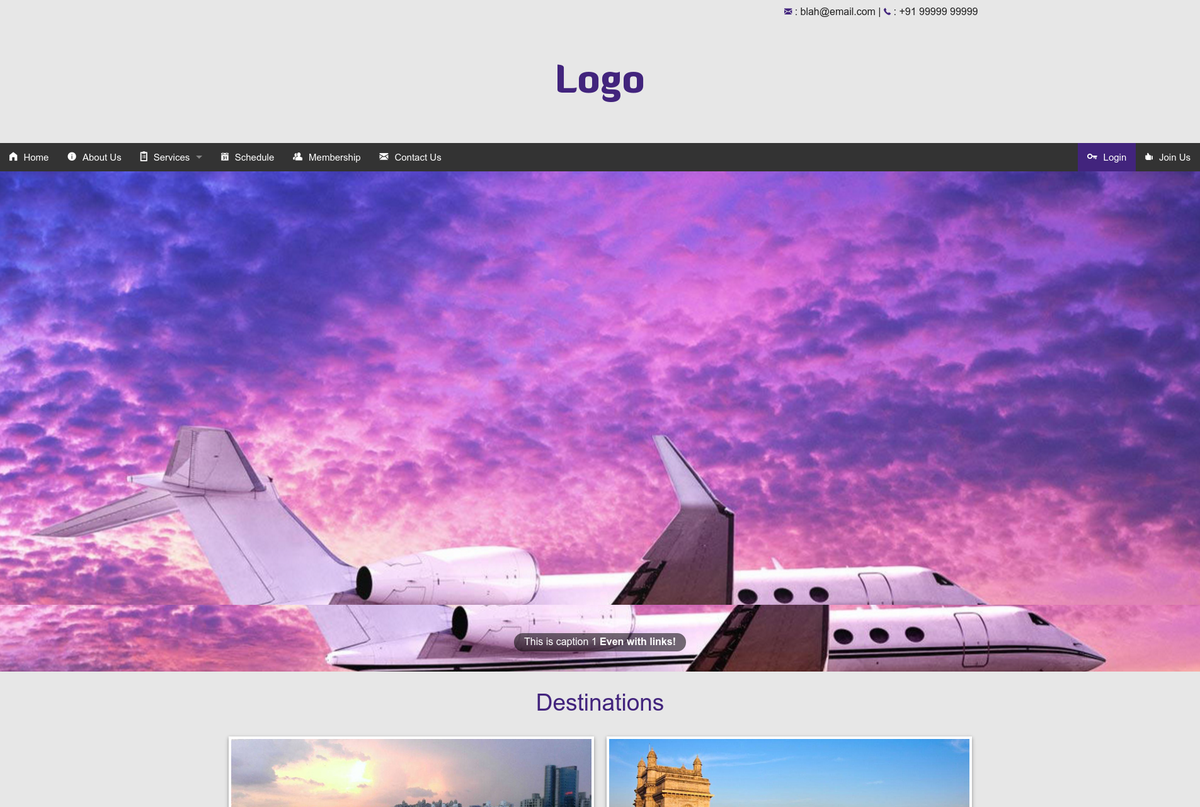 : blah@email.com | : +91 99999 99999
Logo
Home About Us Services Schedule Membership Contact Us Login Join Us
This is caption 1 Even with links!
Destinations